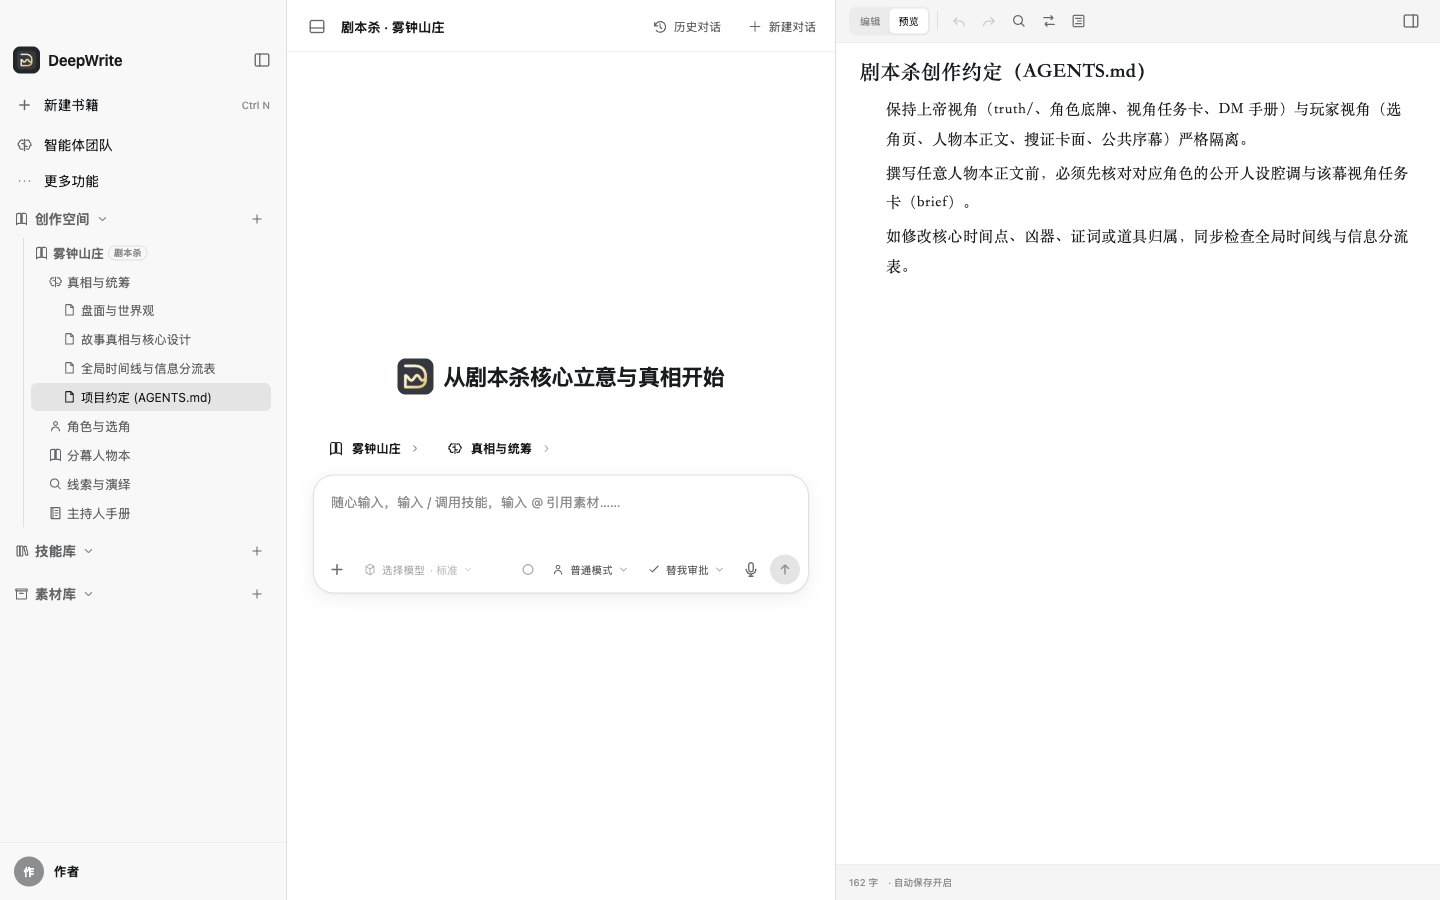 DeepWrite
新建书籍 Ctrl N
智能体团队
更多功能
创作空间
雾钟山庄 剧本杀
真相与统筹
盘面与世界观
故事真相与核心设计
全局时间线与信息分流表
项目约定 (AGENTS.md)
角色与选角
分幕人物本
线索与演绎
主持人手册
技能库
素材库
作 作者
剧本杀 · 雾钟山庄 历史对话 新建对话
从剧本杀核心立意与真相开始
雾钟山庄 真相与统筹
随心输入，输入 / 调用技能，输入 @ 引用素材......
选择模型 · 标准 普通模式 替我审批
编辑 预览
剧本杀创作约定（AGENTS.md）
保持上帝视角（truth/、角色底牌、视角任务卡、DM 手册）与玩家视角（选
角页、人物本正文、搜证卡面、公共序幕）严格隔离。
撰写任意人物本正文前，必须先核对对应角色的公开人设腔调与该幕视角任务
卡（brief）。
如修改核心时间点、凶器、证词或道具归属，同步检查全局时间线与信息分流
表。
162 字 · 自动保存开启